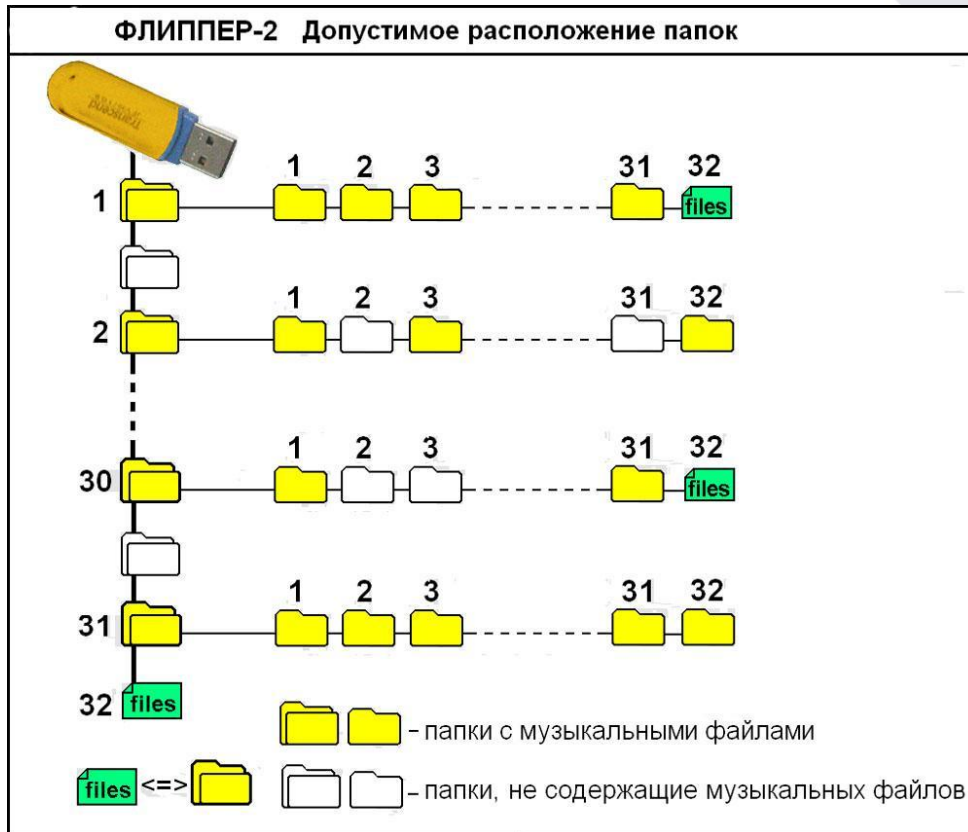 ФЛИППЕР-2 Допустимое расположение папок
Transcend
1 2 3 31 32
1 files
1 2 3 31 32
2
1 2 3 31 32
30 files
1 2 3 31 32
31
32 files
– папки с музыкальными файлами
files <=>
– папки, не содержащие музыкальных файлов